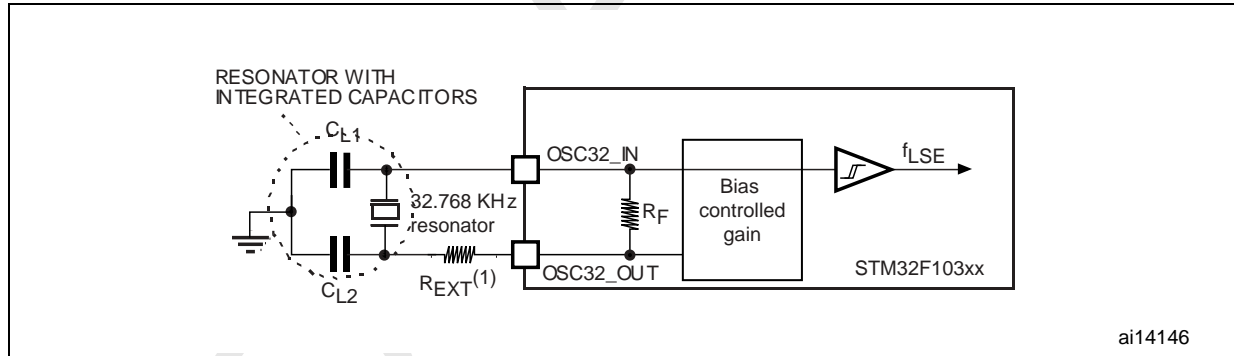 RESONATOR WITH
INTEGRATED CAPACITORS
CL1
OSC32_IN
fLSE
32.768 KHz
resonator
RF
Bias
controlled
gain
STM32F103xx
OSC32_OUT
REXT(1)
CL2
ai14146